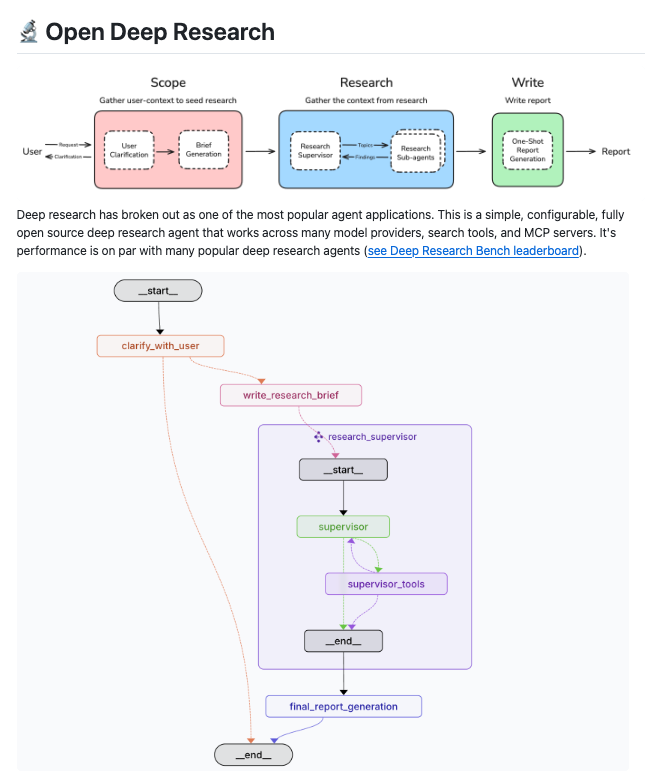 Open Deep Research
Scope
Research
Write
Gather user-context to seed research
Gather the context from research
Write report
User
Request
Clarification
User
Clarification
Brief
Generation
Research
Supervisor
Topics
Findings
Research
Sub-agents
One-Shot
Report
Generation
Report
Deep research has broken out as one of the most popular agent applications. This is a simple, configurable, fully
open source deep research agent that works across many model providers, search tools, and MCP servers. It's
performance is on par with many popular deep research agents (see Deep Research Bench leaderboard).
__start__
clarify_with_user
write_research_brief
research_supervisor
__start__
supervisor
supervisor_tools
__end__
final_report_generation
__end__